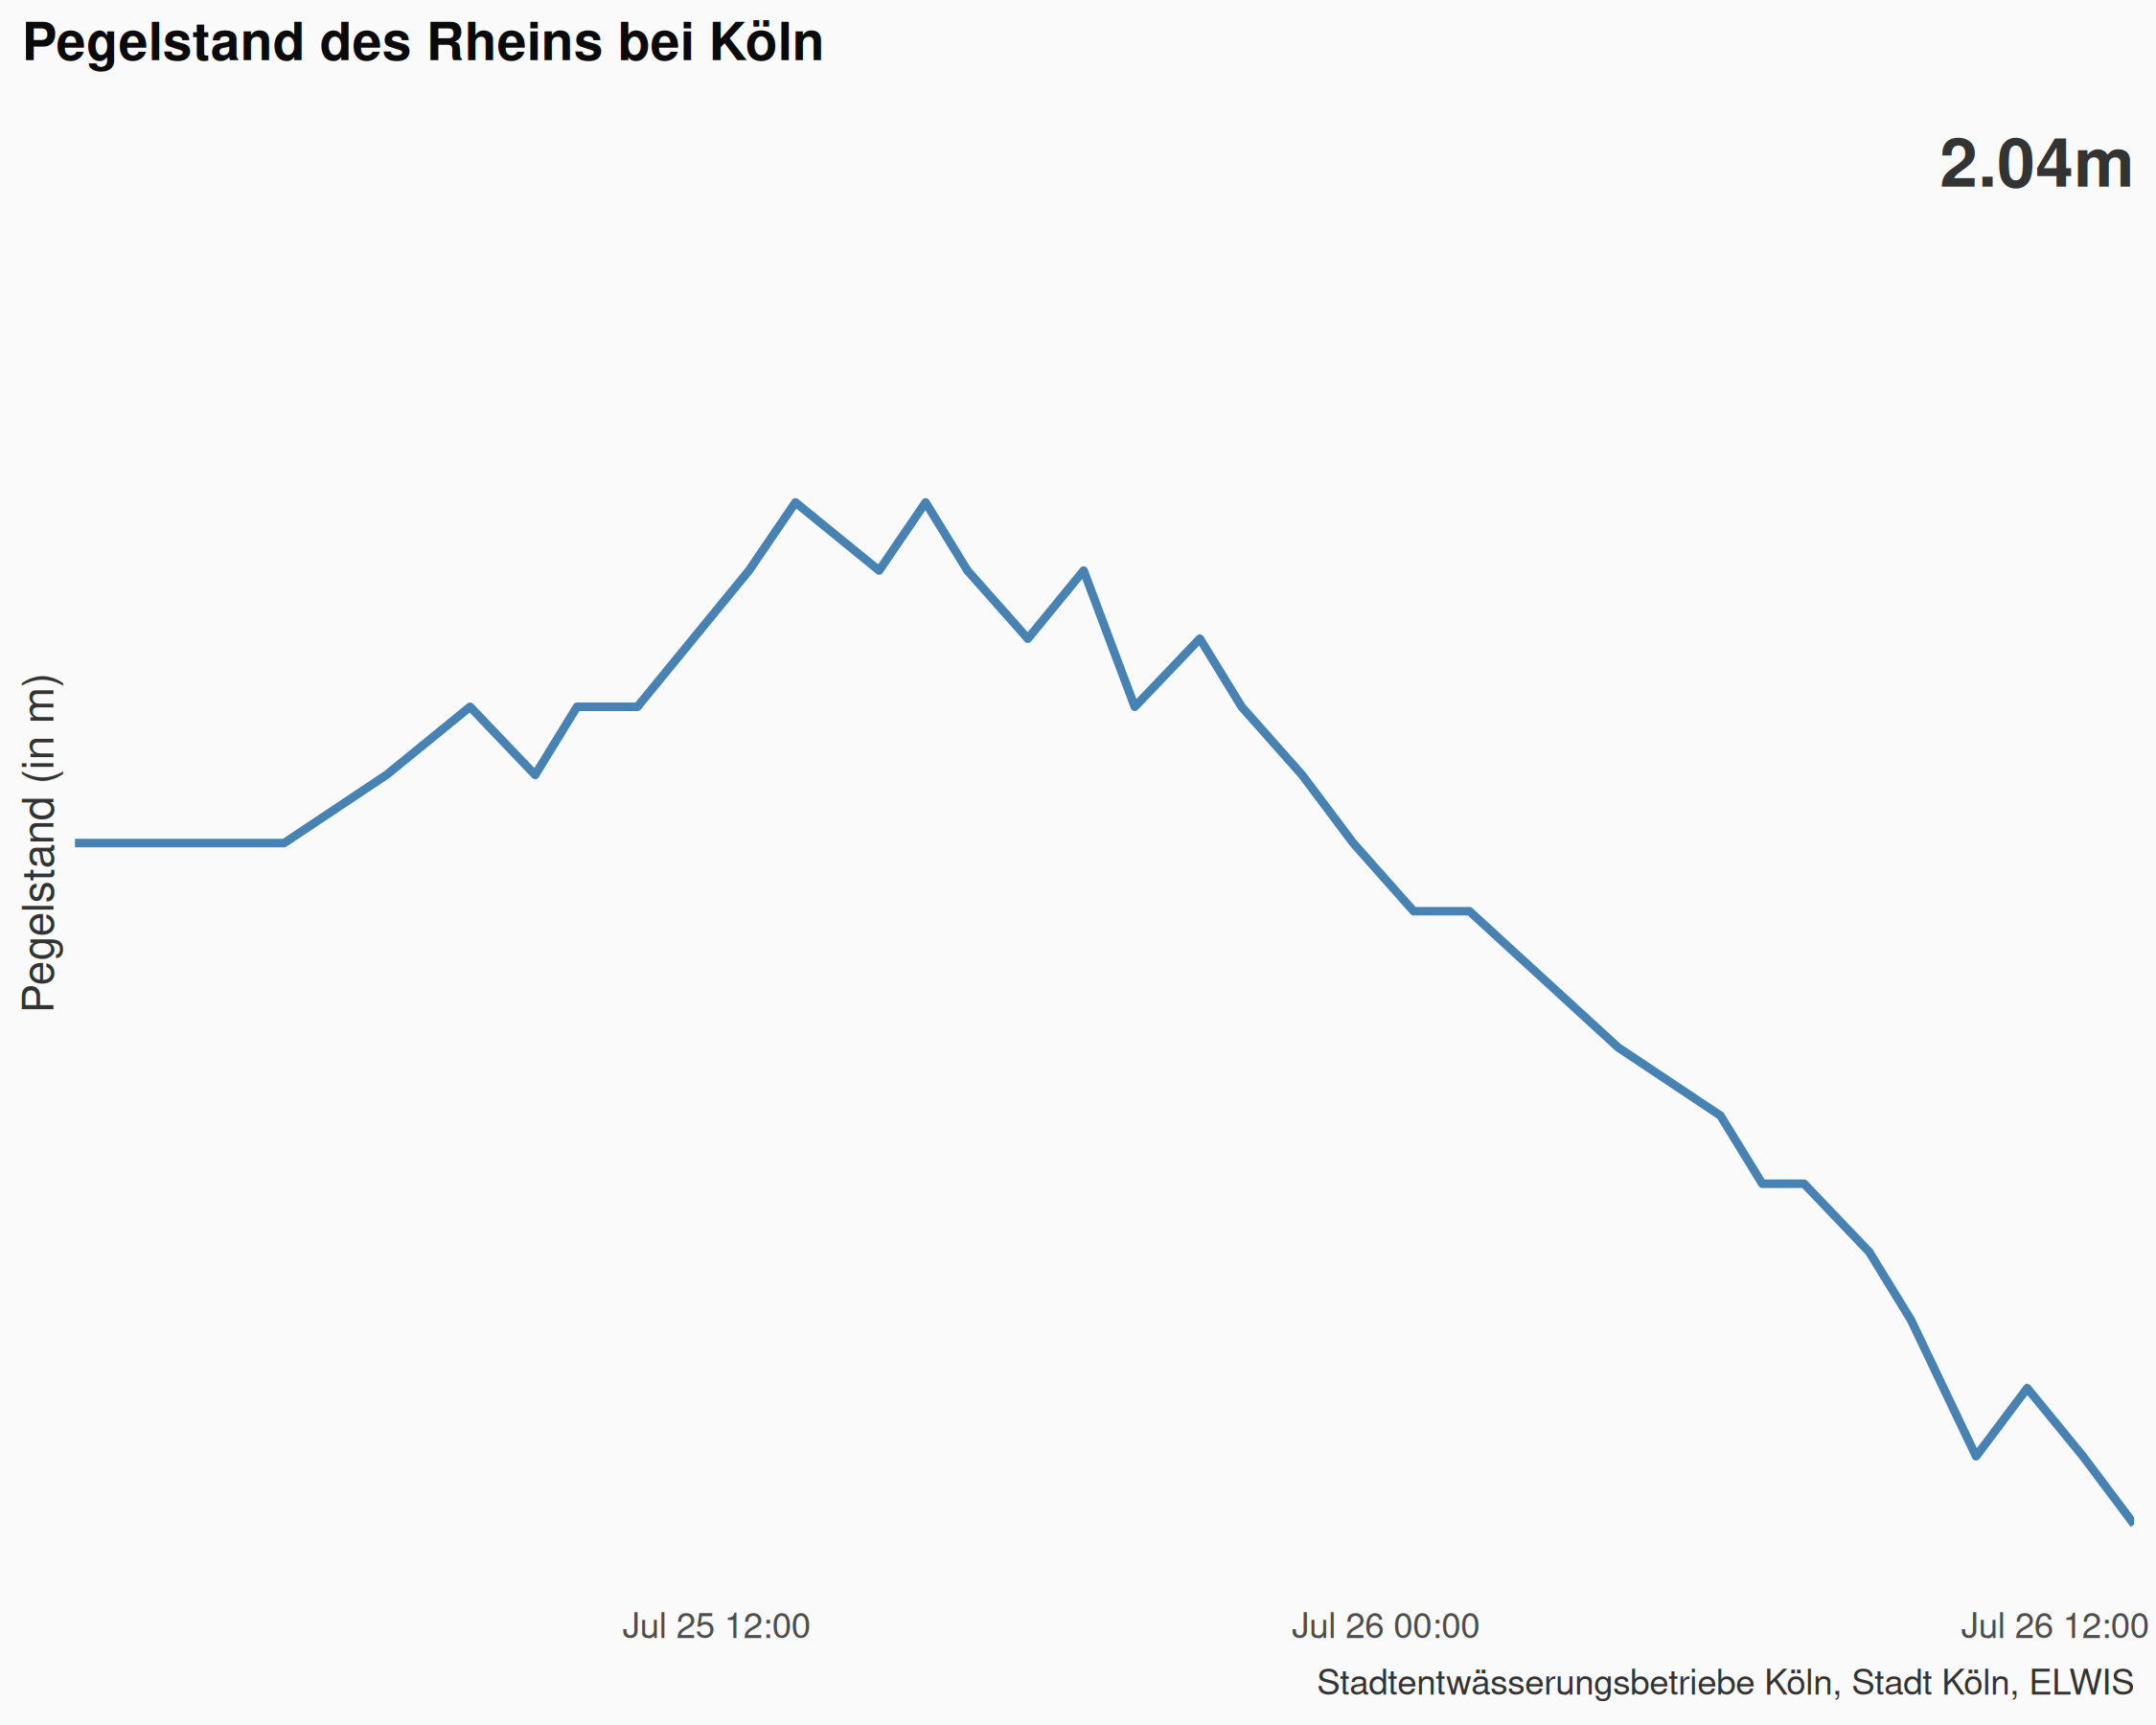 Pegelstand des Rheins bei Köln
2.04m
Pegelstand (in m)
Jul 25 12:00
Jul 26 00:00
Jul 26 12:00
Stadtentwässerungsbetriebe Köln, Stadt Köln, ELWIS